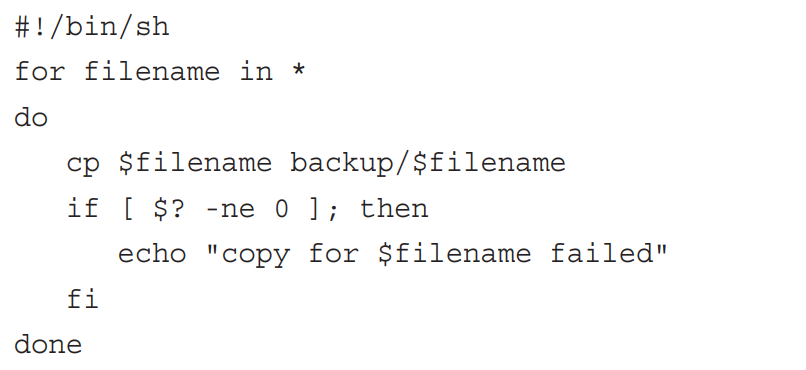 #!/bin/sh
for filename in *
do
   cp $filename backup/$filename
   if [ $? -ne 0 ]; then
      echo "copy for $filename failed"
   fi
done